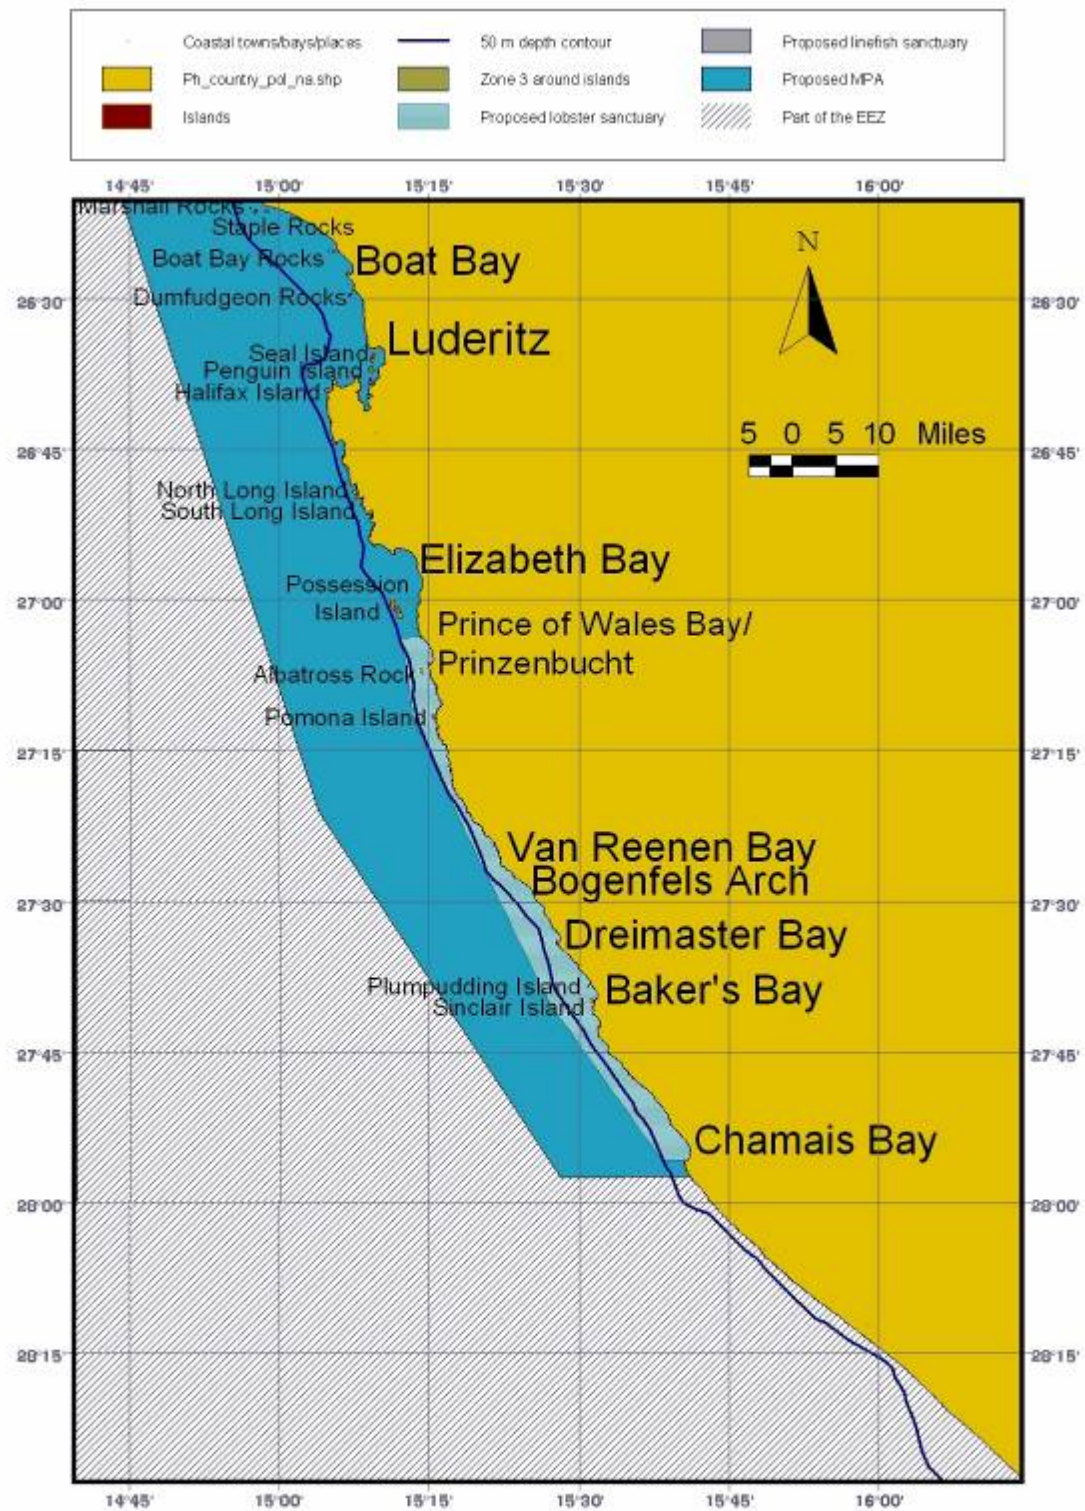 Coastal towns/bays/places
50 m depth contour
Proposed linefish sanctuary
Ph_country_pol_na.shp
Zone 3 around islands
Proposed MPA
Islands
Proposed lobster sanctuary
Part of the EEZ
14°45' 15°00' 15°15' 15°30' 15°45' 16°00'
Marshall Rocks
Staple Rocks
N
Boat Bay Rocks
Boat Bay
Dumfudgeon Rocks
26°30' 26°30'
Luderitz
Seal Island
Penguin Island
Halifax Island
5 0 5 10 Miles
26°45' 26°45'
North Long Island
South Long Island
Elizabeth Bay
Possession
Island
27°00' 27°00'
Prince of Wales Bay/
Prinzenbucht
Albatross Rock
Pomona Island
27°15' 27°15'
Van Reenen Bay
Bogenfels Arch
27°30' 27°30'
Dreimaster Bay
Plumpudding Island
Baker's Bay
Sinclair Island
27°45' 27°45'
Chamais Bay
28°00' 28°00'
28°15' 28°15'
14°45' 15°00' 15°15' 15°30' 15°45' 16°00'